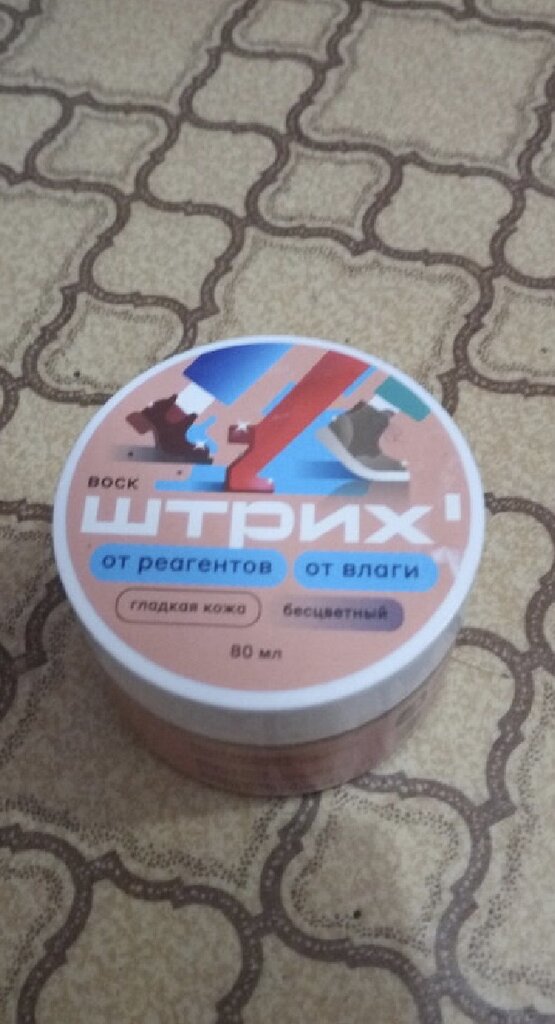 воск
штрих'
от реагентов от влаги
гладкая кожа бесцветный
80 мл